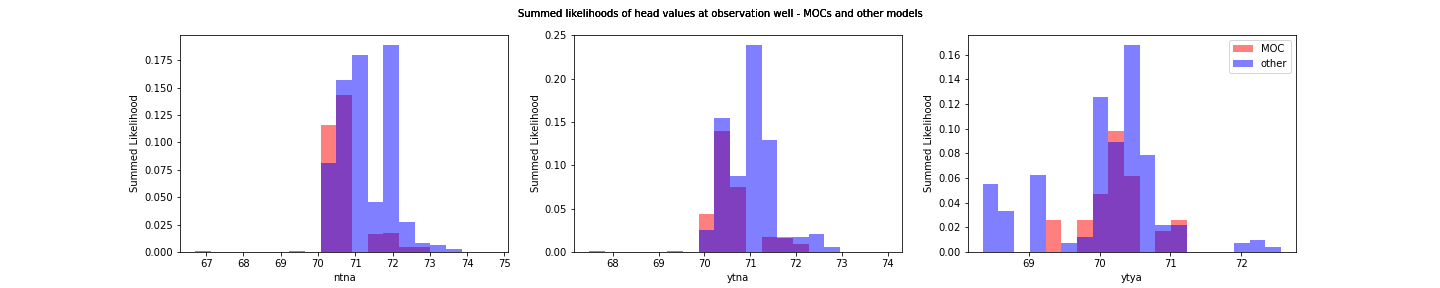 Summed likelihoods of head values at observation well - MOCs and other models
Summed Likelihood
0.175
0.150
0.125
0.100
0.075
0.050
0.025
0.000
67 68 69 70 71 72 73 74 75
ntna
Summed Likelihood
0.25
0.20
0.15
0.10
0.05
0.00
68 69 70 71 72 73 74
ytna
Summed Likelihood
0.16
0.14
0.12
0.10
0.08
0.06
0.04
0.02
0.00
69 70 71 72
ytya
MOC
other